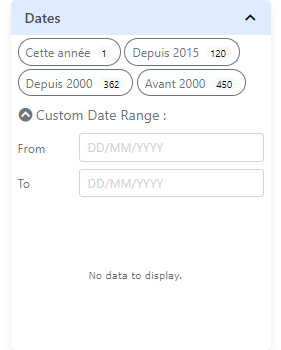 Dates
Cette année 1 Depuis 2015 120
Depuis 2000 362 Avant 2000 450
Custom Date Range :
From DD/MM/YYYY
To DD/MM/YYYY
No data to display.